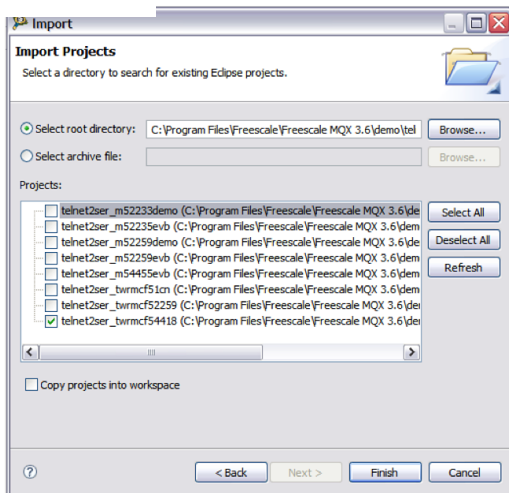 Import
Import Projects
Select a directory to search for existing Eclipse projects.
Select root directory: C:\Program Files\Freescale\Freescale MQX 3.6\demo\tel Browse...
Select archive file: Browse...
Projects:
telnet2ser_m52233demo (C:\Program Files\Freescale\Freescale MQX 3.6\de
telnet2ser_m52235evb (C:\Program Files\Freescale\Freescale MQX 3.6\dem
telnet2ser_m52259demo (C:\Program Files\Freescale\Freescale MQX 3.6\de
telnet2ser_m52259evb (C:\Program Files\Freescale\Freescale MQX 3.6\dem
telnet2ser_m54455evb (C:\Program Files\Freescale\Freescale MQX 3.6\dem
telnet2ser_twrmcf51cn (C:\Program Files\Freescale\Freescale MQX 3.6\dem
telnet2ser_twrmcf52259 (C:\Program Files\Freescale\Freescale MQX 3.6\der
telnet2ser_twrmcf54418 (C:\Program Files\Freescale\Freescale MQX 3.6\der
Select All
Deselect All
Refresh
Copy projects into workspace
? < Back Next > Finish Cancel